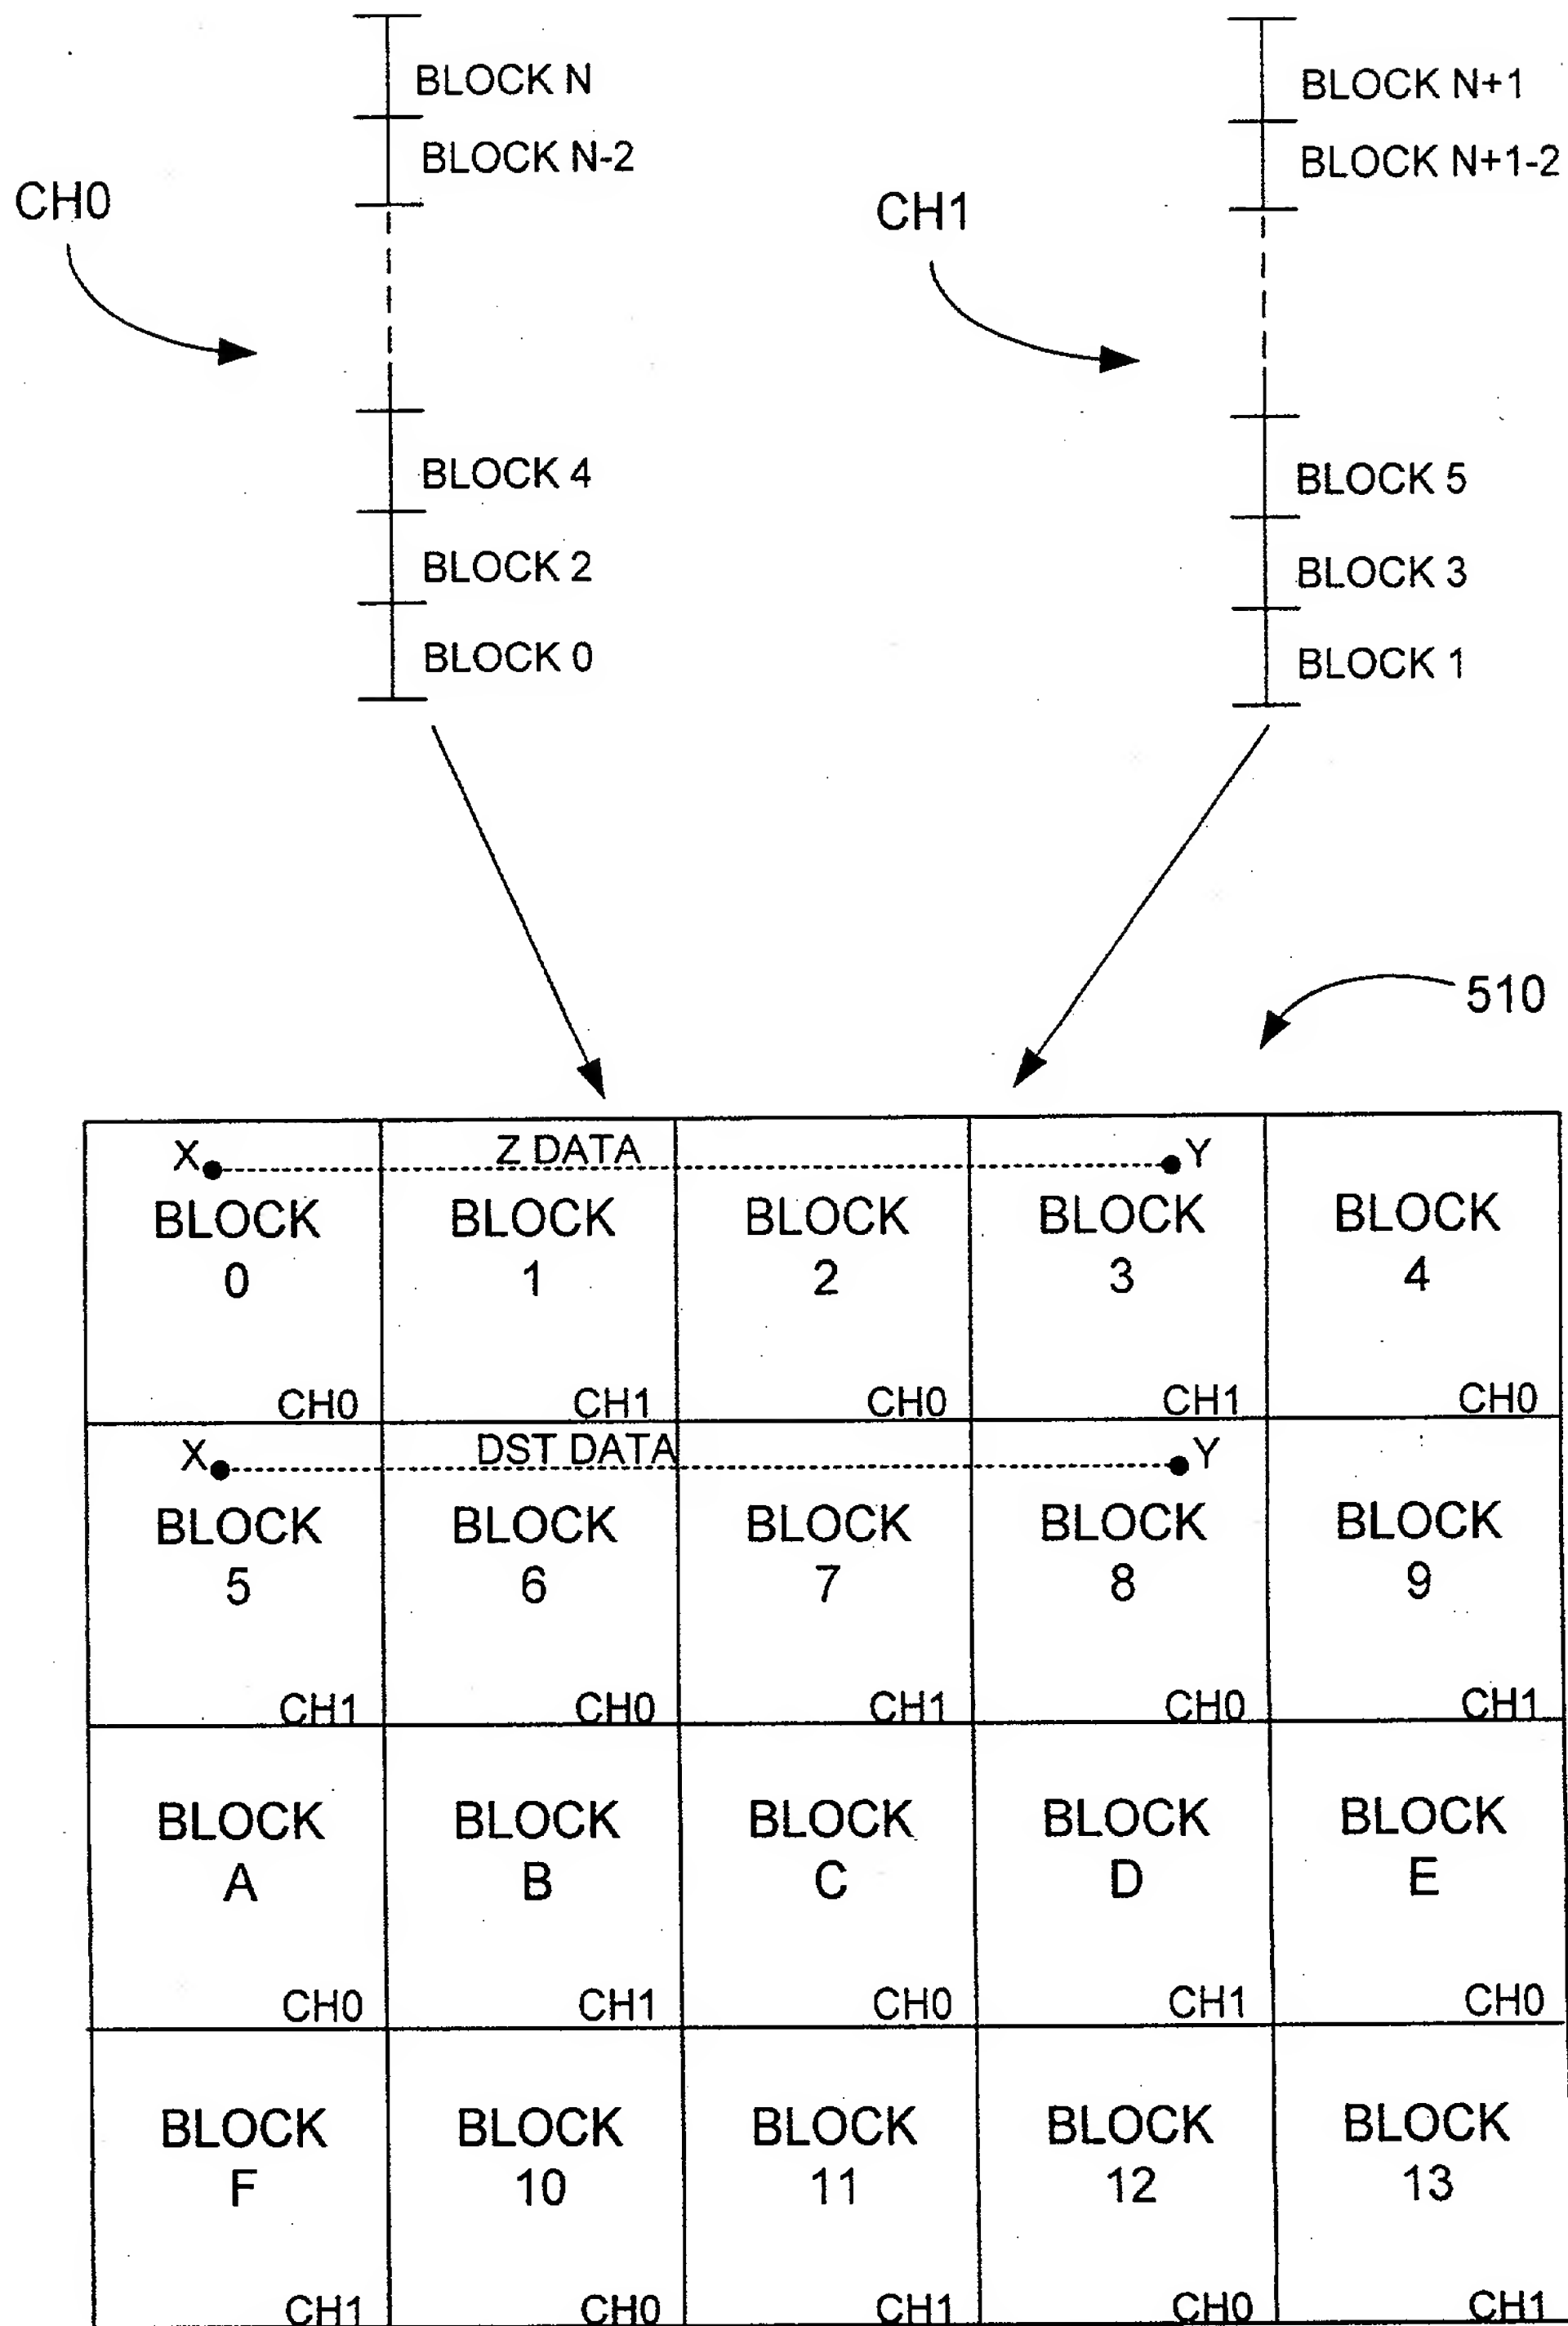 BLOCK N
BLOCK N+1
BLOCK N-2
BLOCK N+1-2
CH0
CH1
BLOCK 4
BLOCK 5
BLOCK 2
BLOCK 3
BLOCK 0
BLOCK 1
510
X Z DATA Y
BLOCK BLOCK BLOCK BLOCK BLOCK
0 1 2 3 4
CH0 CH1 CH0 CH1 CH0
X DST DATA Y
BLOCK BLOCK BLOCK BLOCK BLOCK
5 6 7 8 9
CH1 CH0 CH1 CH0 CH1
BLOCK BLOCK BLOCK BLOCK BLOCK
A B C D E
CH0 CH1 CH0 CH1 CH0
BLOCK BLOCK BLOCK BLOCK BLOCK
F 10 11 12 13
CH1 CH0 CH1 CH0 CH1